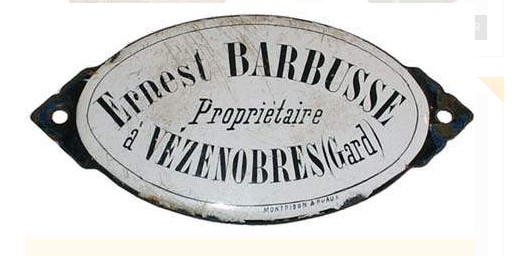 Ernest BARBUSSE
Propriétaire
à VÉZENOBRES (Gard)